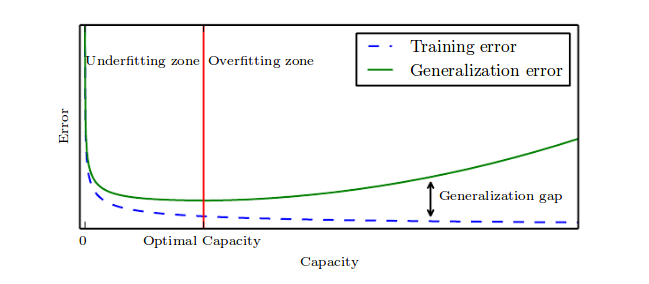 Training error
Generalization error
Underfitting zone
Overfitting zone
Error
Generalization gap
0
Optimal Capacity
Capacity